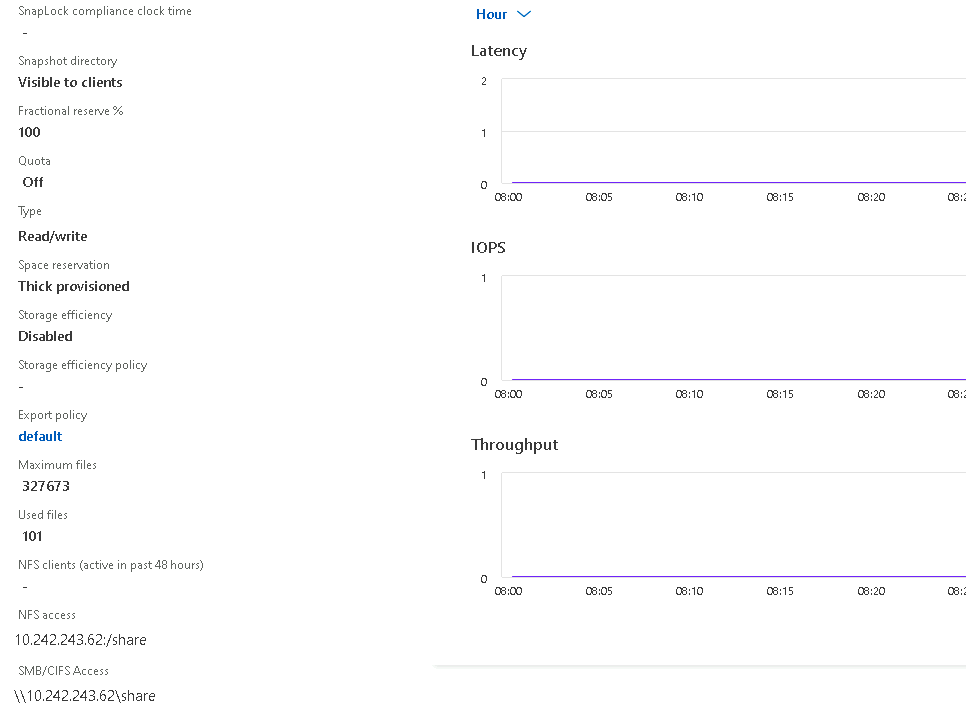 SnapLock compliance clock time
-
Snapshot directory
Visible to clients
Fractional reserve %
100
Quota
Off
Type
Read/write
Space reservation
Thick provisioned
Storage efficiency
Disabled
Storage efficiency policy
-
Export policy
default
Maximum files
327673
Used files
101
NFS clients (active in past 48 hours)
-
NFS access
10.242.243.62:/share
SMB/CIFS Access
\\10.242.243.62\share
Hour
Latency
2
1
0
08:00 08:05 08:10 08:15 08:20 08:2
IOPS
1
0
08:00 08:05 08:10 08:15 08:20 08:2
Throughput
1
0
08:00 08:05 08:10 08:15 08:20 08:2